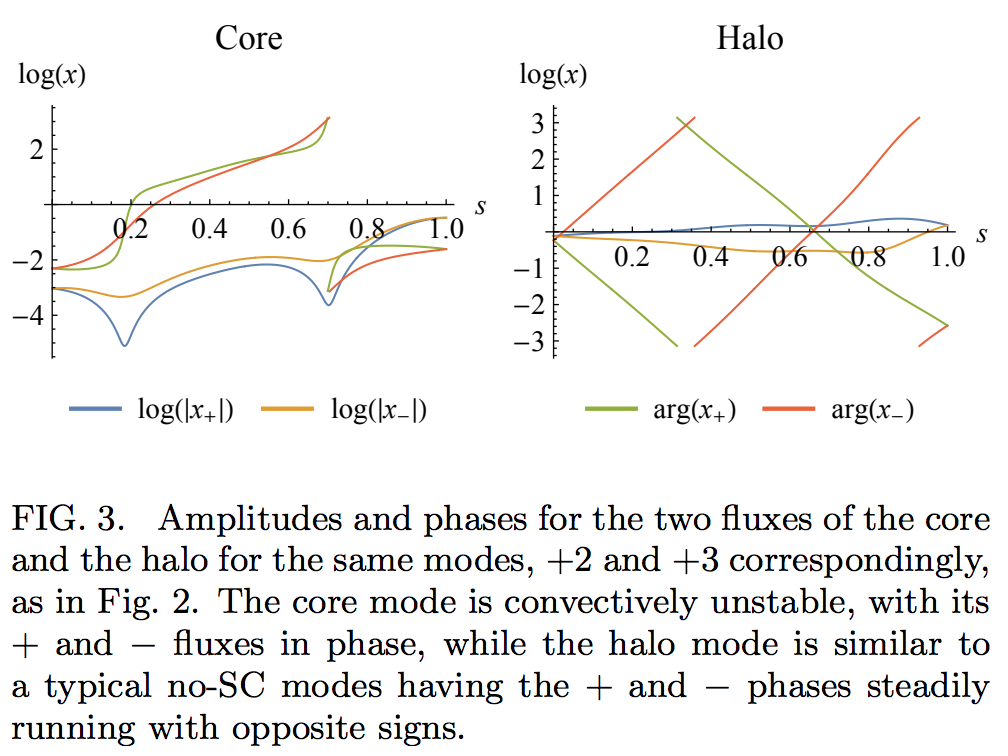 Core Halo
log(x) log(x)
2
−2
−4
0.2 0.4 0.6 0.8 1.0 s
3
2
1
−1
−2
−3
0.2 0.4 0.6 0.8 1.0 s
log(|x₊|) log(|x₋|) arg(x₊) arg(x₋)
FIG. 3. Amplitudes and phases for the two fluxes of the core
and the halo for the same modes, +2 and +3 correspondingly,
as in Fig. 2. The core mode is convectively unstable, with its
+ and − fluxes in phase, while the halo mode is similar to
a typical no-SC modes having the + and − phases steadily
running with opposite signs.